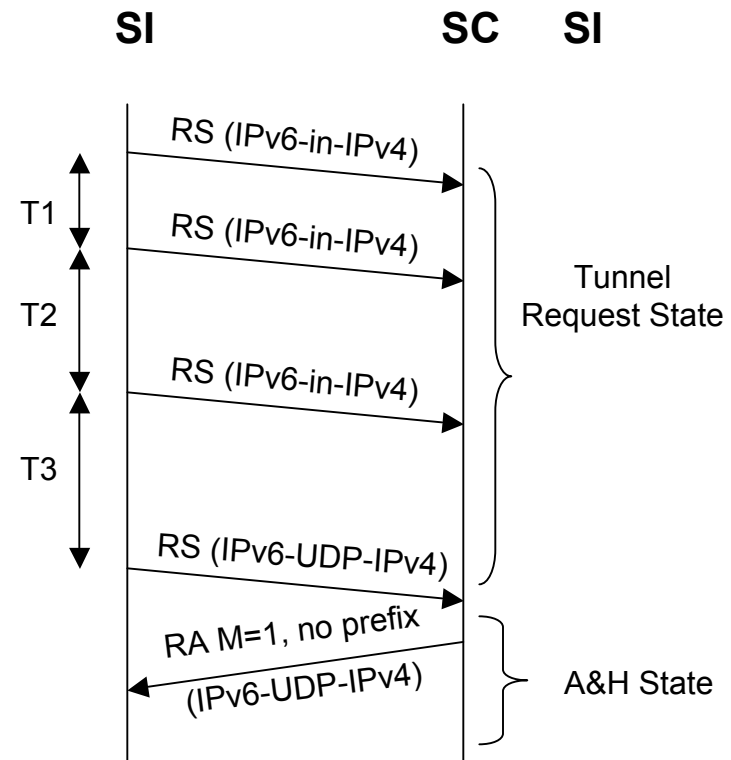 SI SC SI
RS (IPv6-in-IPv4)
T1
RS (IPv6-in-IPv4)
Tunnel
Request State
T2
RS (IPv6-in-IPv4)
T3
RS (IPv6-UDP-IPv4)
RA M=1, no prefix
(IPv6-UDP-IPv4)
A&H State